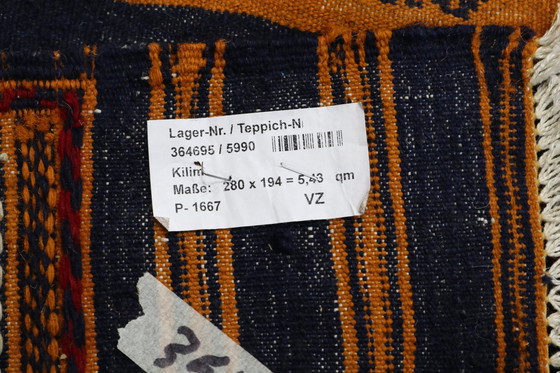 Lager-Nr. / Teppich-N
364695 / 5990
Kilim
Maße: 280 x 194 = 5,43 qm
P- 1667 VZ